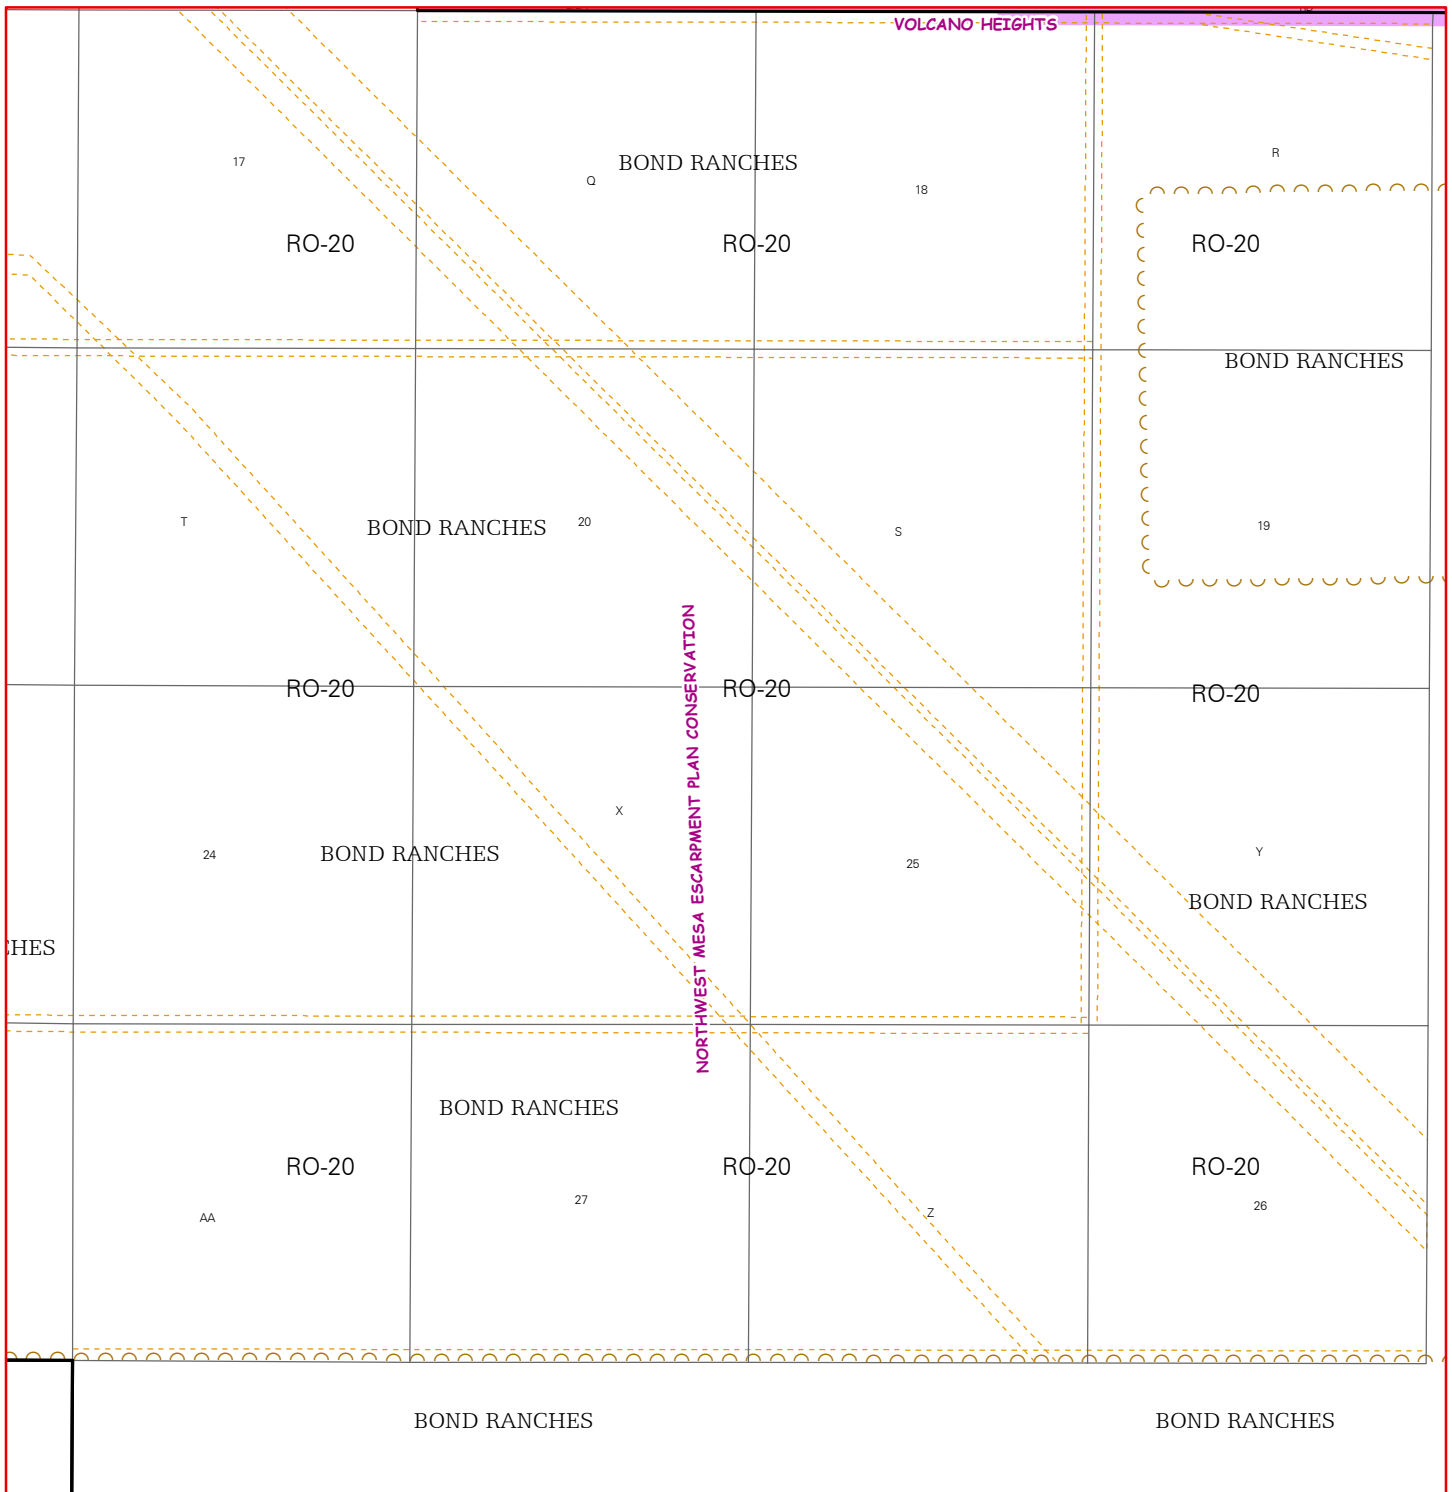 VOLCANO HEIGHTS
R
17
BOND RANCHES
Q
18
RO-20
RO-20
RO-20
BOND RANCHES
T
BOND RANCHES
20
S
19
RO-20
RO-20
RO-20
NORTHWEST MESA ESCARPMENT PLAN CONSERVATION
X
24
BOND RANCHES
25
Y
BOND RANCHES
CHES
BOND RANCHES
RO-20
RO-20
RO-20
AA
27
Z
26
BOND RANCHES
BOND RANCHES